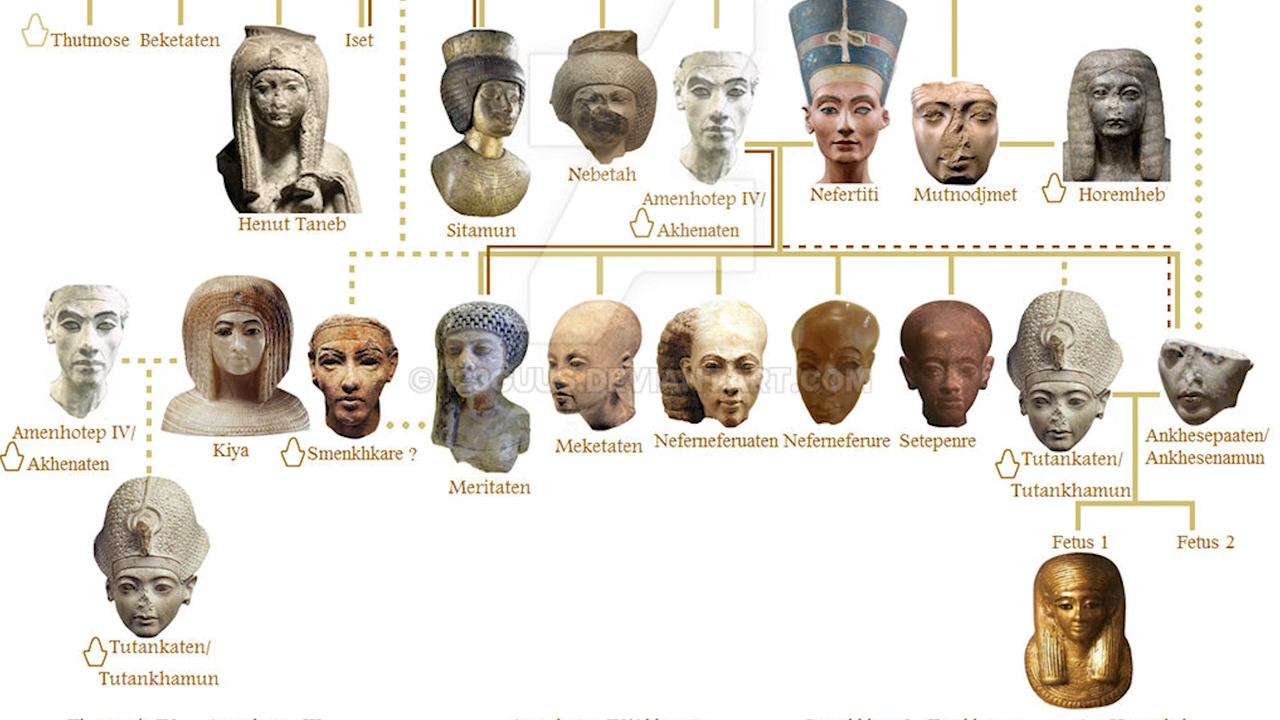 Thutmose
Beketaten
Iset
Henut Taneb
Sitamun
Nebetah
Amenhotep IV/
Akhenaten
Nefertiti
Mutnodjmet
Horemheb
Amenhotep IV/
Akhenaten
Kiya
Smenkhkare ?
Meritaten
Meketaten
Neferneferuaten
Neferneferure
Setepenre
Tutankaten/
Tutankhamun
Ankhesepaaten/
Ankhesenamun
Fetus 1
Fetus 2
Tutankaten/
Tutankhamun